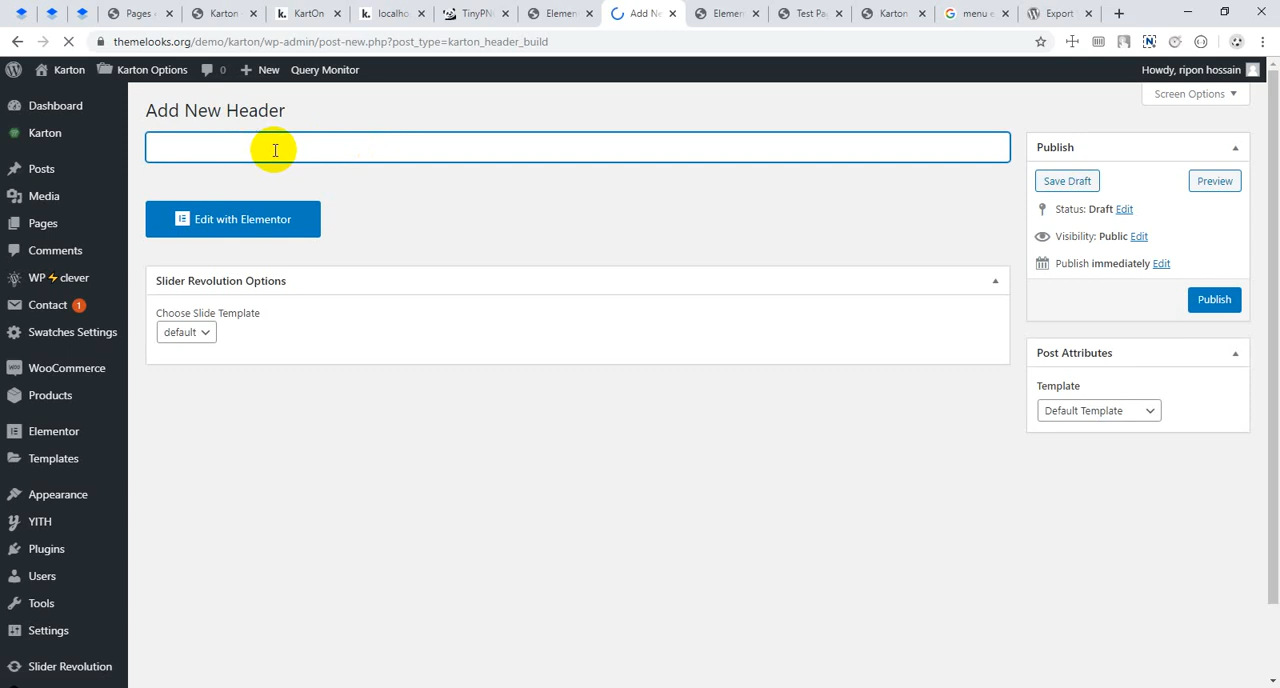 Pages
Karton
KartOn
localho
TinyPN
Elemen
Add Ne
Elemen
Test Pa
Karton
menu e
Export
themelooks.org/demo/karton/wp-admin/post-new.php?post_type=karton_header_build
Karton
Karton Options
0
New
Query Monitor
Howdy, ripon hossain
Screen Options
Add New Header
Dashboard
Karton
Posts
Media
Pages
Comments
WP⚡clever
Contact 1
Swatches Settings
WooCommerce
Products
Elementor
Templates
Appearance
YITH
Plugins
Users
Tools
Settings
Slider Revolution
Edit with Elementor
Slider Revolution Options
Choose Slide Template
default
Publish
Save Draft
Preview
Status: Draft Edit
Visibility: Public Edit
Publish immediately Edit
Publish
Post Attributes
Template
Default Template